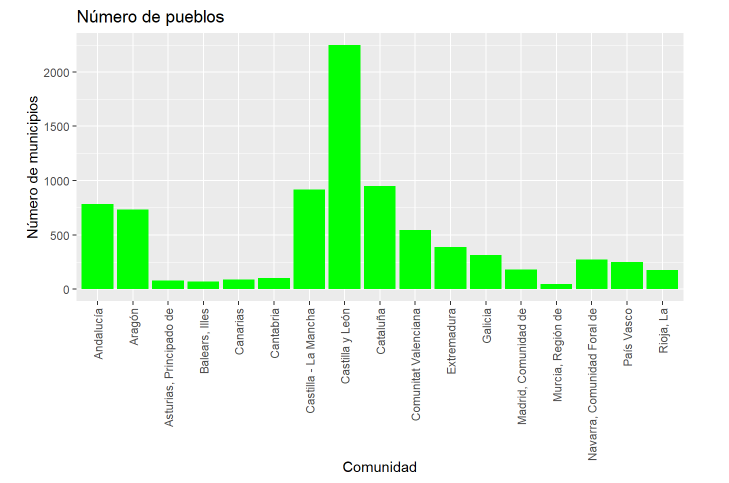 Número de pueblos
Número de municipios
2000
1500
1000
500
0
Andalucía
Aragón
Asturias, Principado de
Balears, Illes
Canarias
Cantabria
Castilla - La Mancha
Castilla y León
Cataluña
Comunitat Valenciana
Extremadura
Galicia
Madrid, Comunidad de
Murcia, Región de
Navarra, Comunidad Foral de
País Vasco
Rioja, La
Comunidad